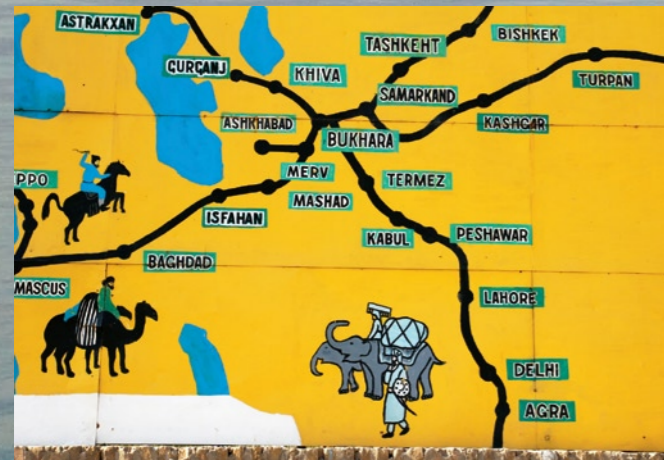 ASTRAKXAN
BISHKEK
TASHKEHT
GURÇANJ
KHIVA
TURPAN
SAMARKAND
ASHKHABAD
KASHGAR
BUKHARA
MERV
TERMEZ
PPO
MASHAD
ISFAHAN
KABUL
PESHAWAR
BAGHDAD
MASCUS
LAHORE
DELHI
AGRA